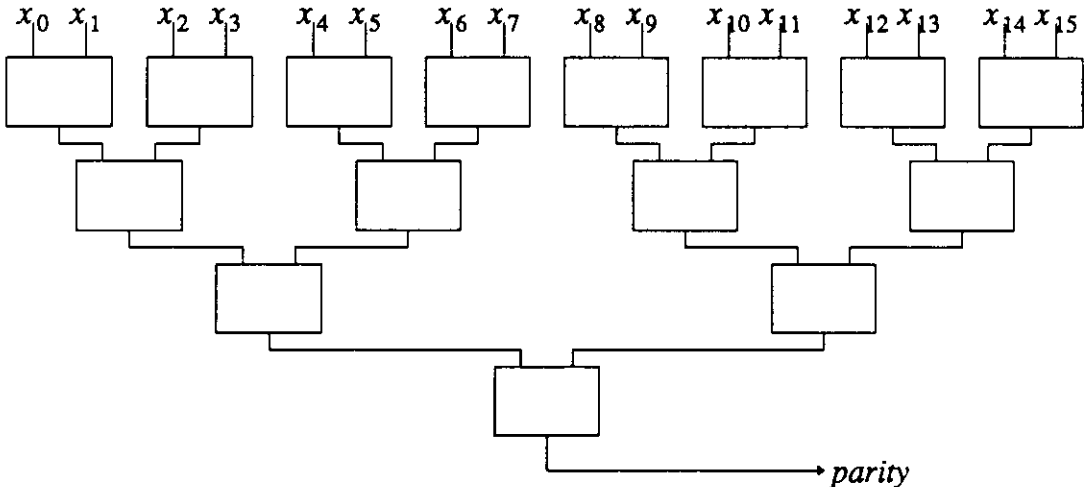 x₀ x₁ x₂ x₃ x₄ x₅ x₆ x₇ x₈ x₉ x₁₀ x₁₁ x₁₂ x₁₃ x₁₄ x₁₅
parity